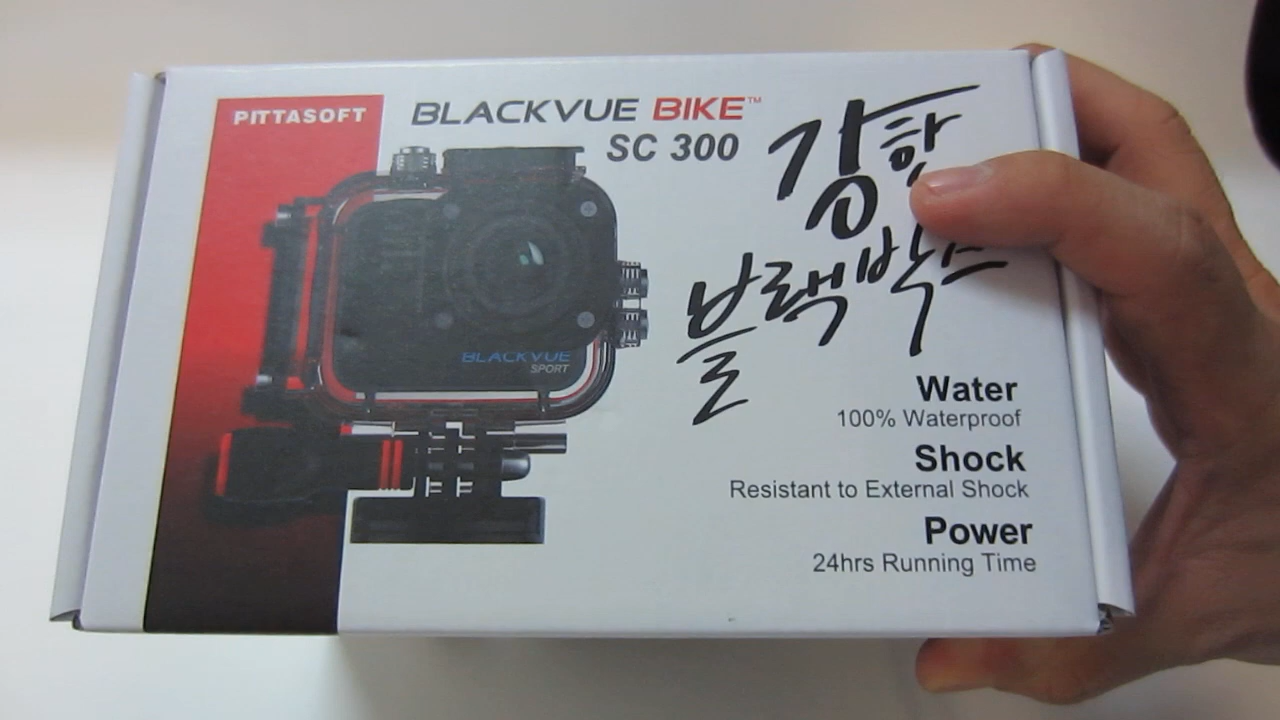 PITTASOFT
BLACKVUE BIKE™
SC 300
강한
블랙박스
BLACKVUE
SPORT
Water
100% Waterproof
Shock
Resistant to External Shock
Power
24hrs Running Time